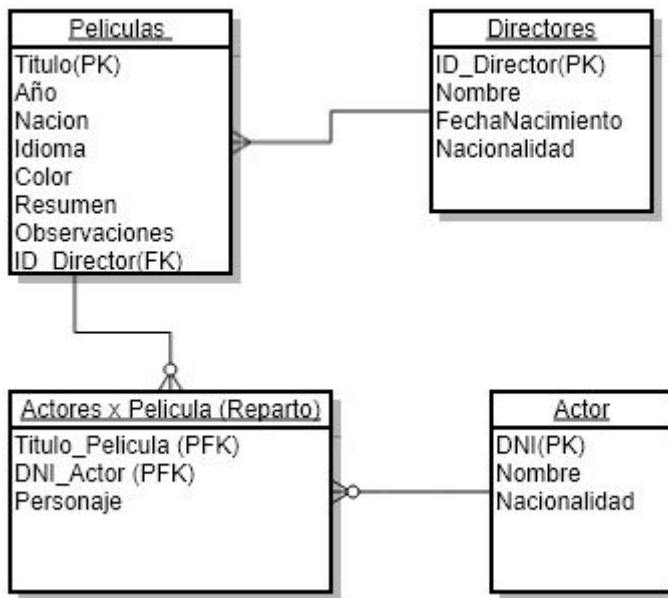 Peliculas
Titulo(PK)
Año
Nacion
Idioma
Color
Resumen
Observaciones
ID_Director(FK)
Directores
ID_Director(PK)
Nombre
FechaNacimiento
Nacionalidad
Actores x Pelicula (Reparto)
Titulo_Pelicula (PFK)
DNI_Actor (PFK)
Personaje
Actor
DNI(PK)
Nombre
Nacionalidad